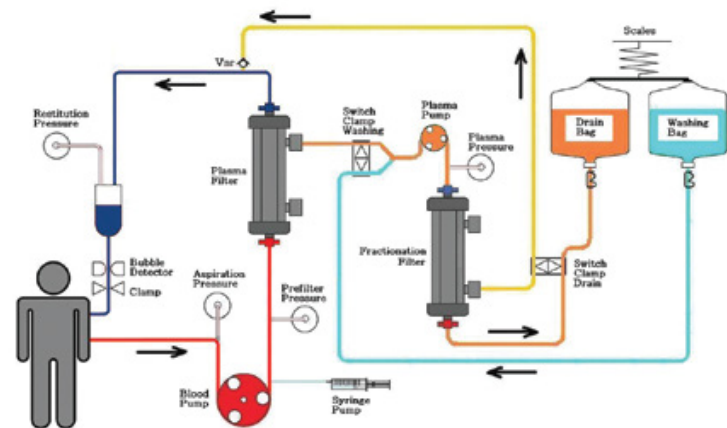 Scales
Var
Restitution
Pressure
Switch
Clamp
Washing
Plasma
Pump
Drain
Bag
Washing
Bag
Plasma
Pressure
Plasma
Filter
Fractionation
Filter
Bubble
Detector
Clamp
Aspiration
Pressure
Prefilter
Pressure
Switch
Clamp
Drain
Blood
Pump
Syringe
Pump